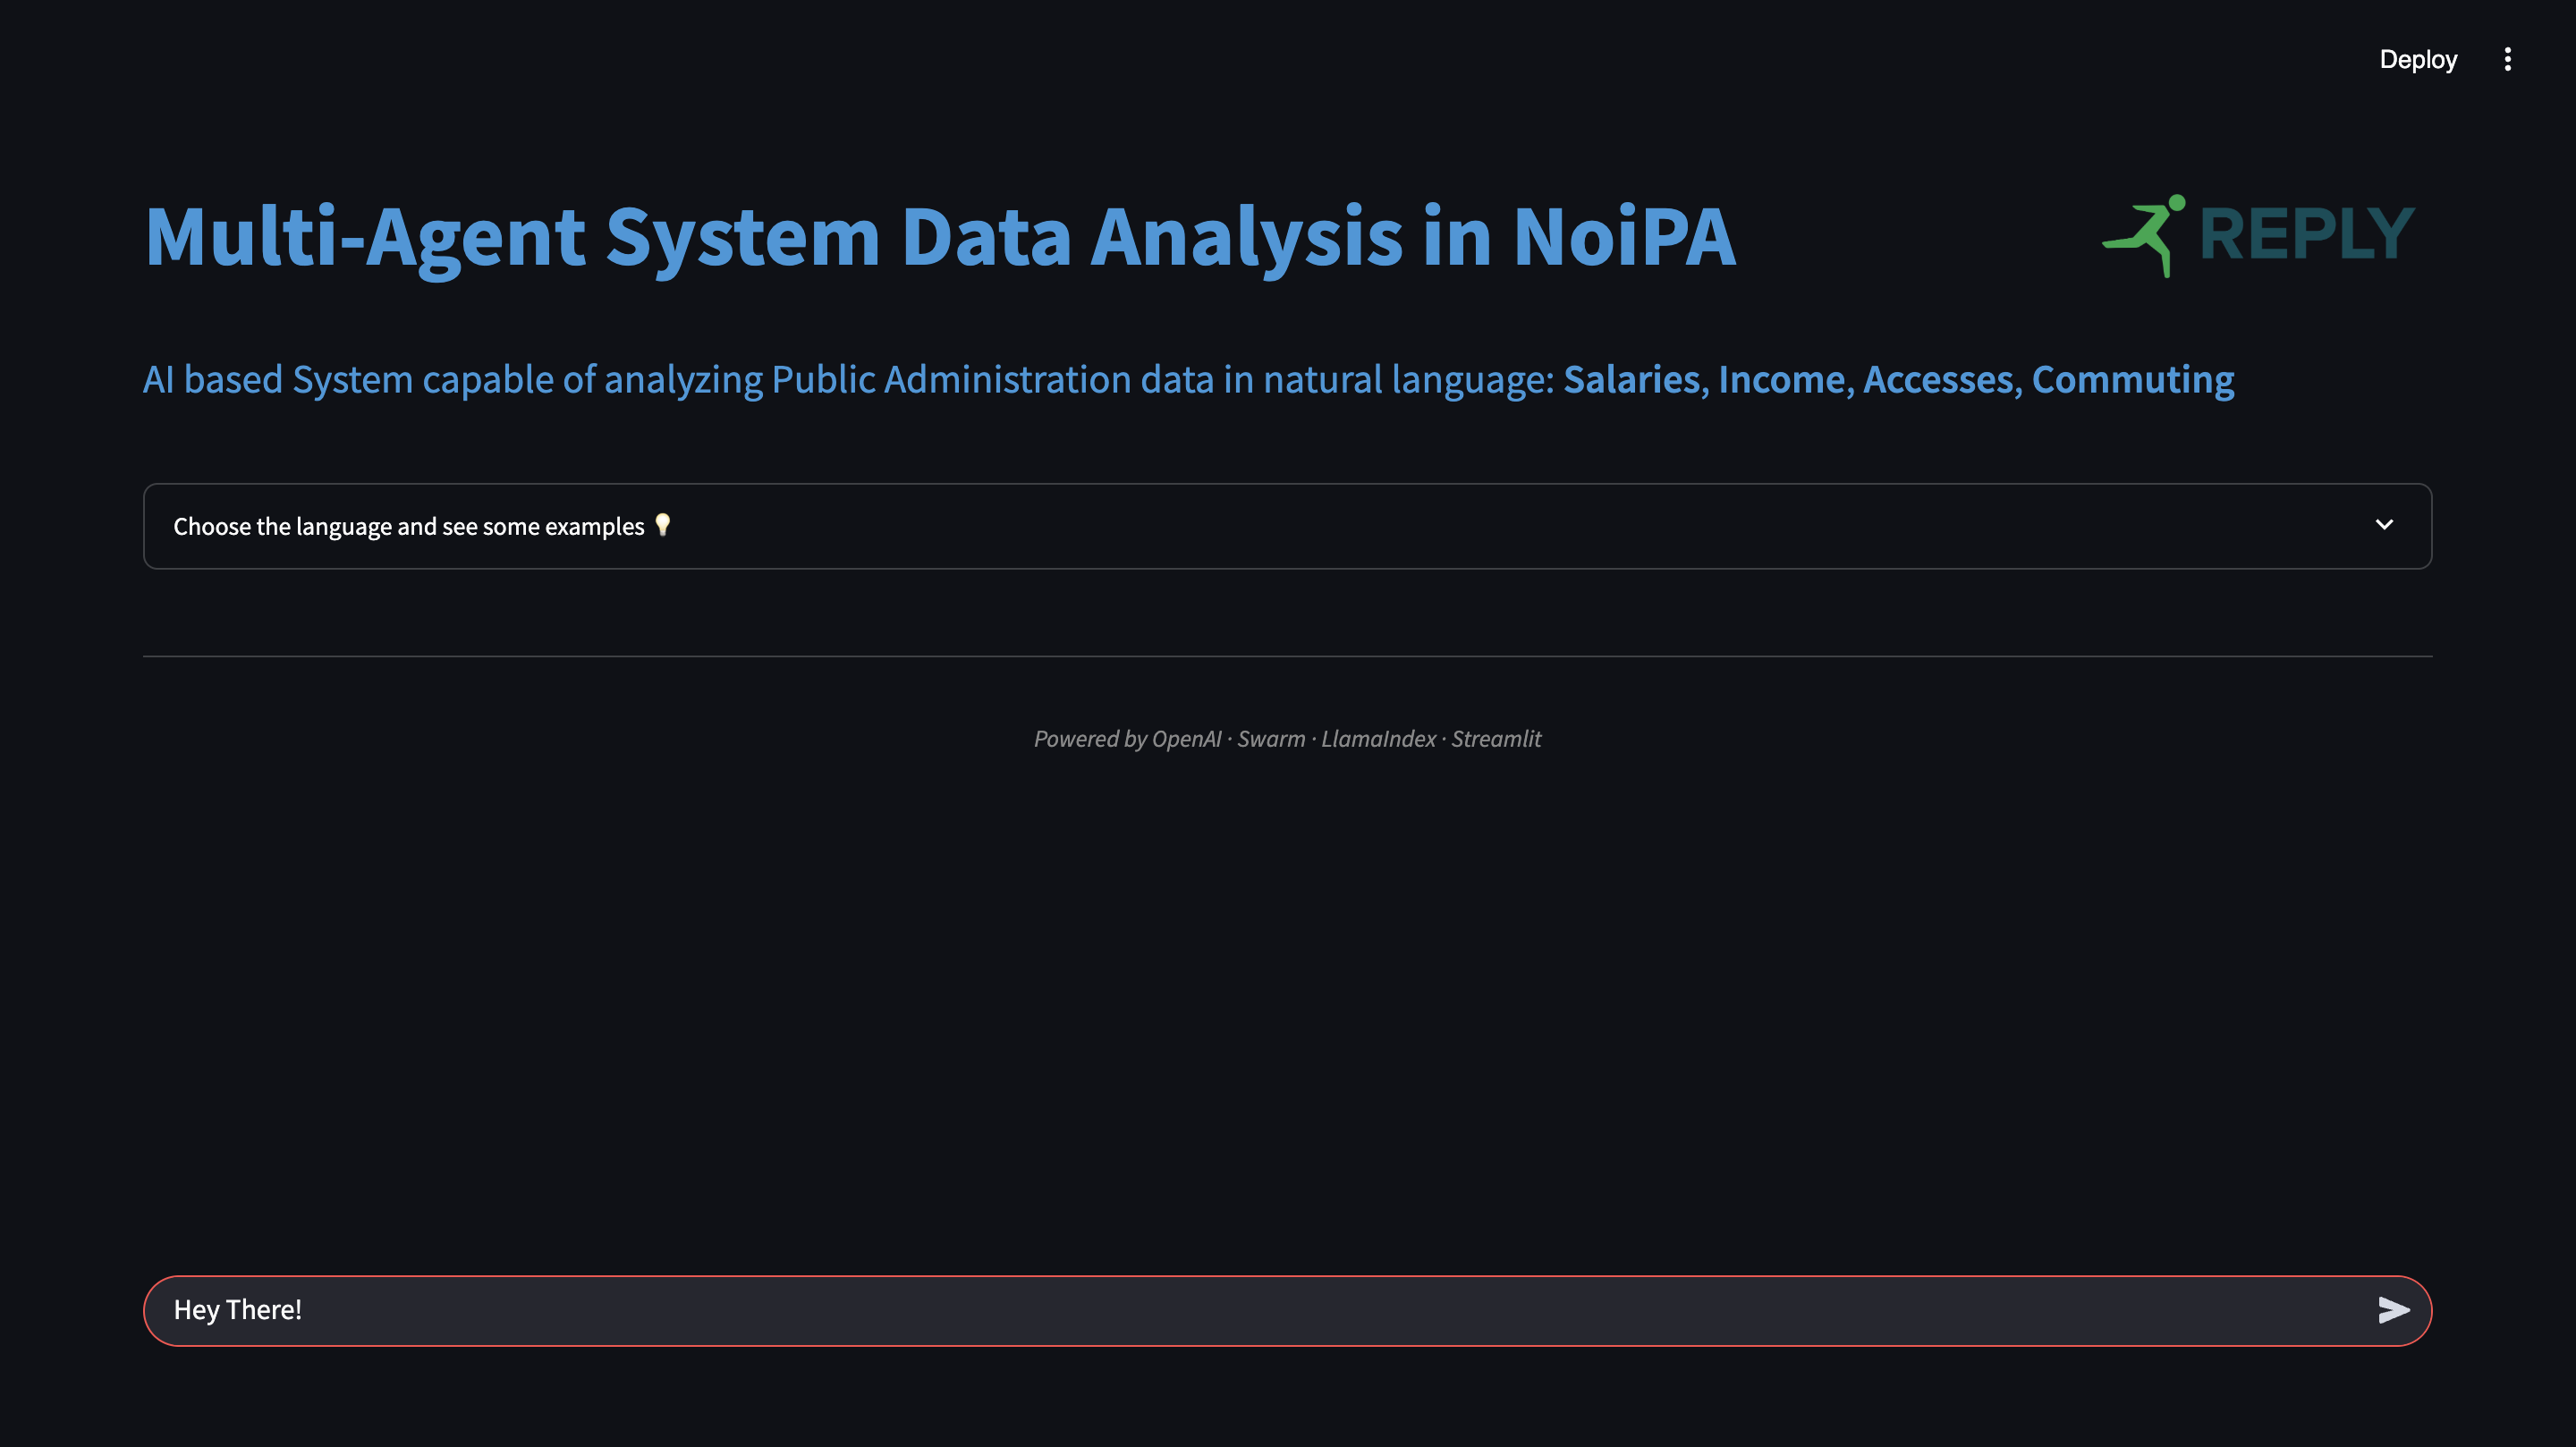 Deploy
Multi-Agent System Data Analysis in NoiPA
REPLY
AI based System capable of analyzing Public Administration data in natural language: Salaries, Income, Accesses, Commuting
Choose the language and see some examples 💡
Powered by OpenAI · Swarm · LlamaIndex · Streamlit
Hey There!